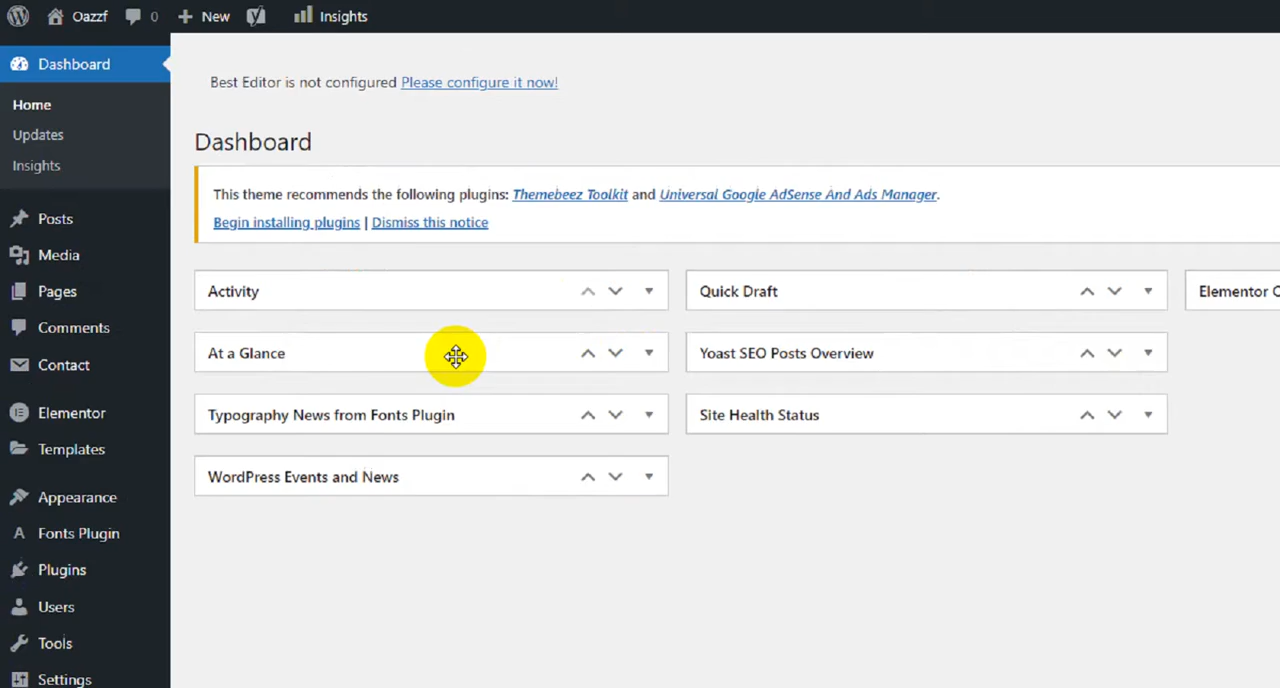 Oazzf 0 New Insights
Dashboard
Home
Updates
Insights
Posts
Media
Pages
Comments
Contact
Elementor
Templates
Appearance
Fonts Plugin
Plugins
Users
Tools
Settings
Best Editor is not configured Please configure it now!
Dashboard
This theme recommends the following plugins: Themebeez Toolkit and Universal Google AdSense And Ads Manager.
Begin installing plugins | Dismiss this notice
Activity
At a Glance
Typography News from Fonts Plugin
WordPress Events and News
Quick Draft
Yoast SEO Posts Overview
Site Health Status
Elementor